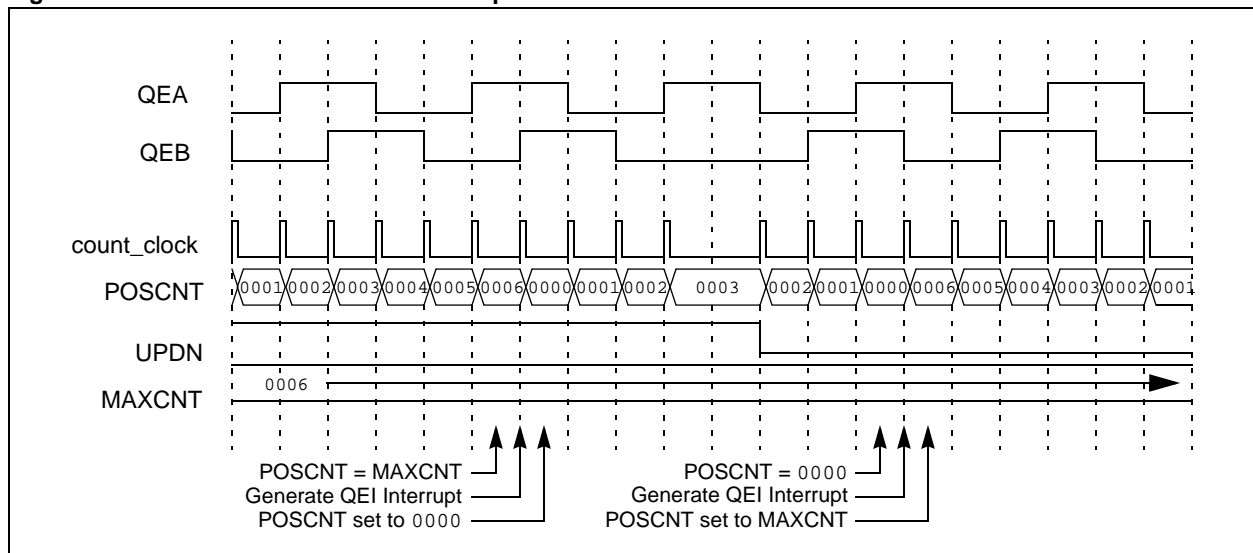 QEA
QEB
count_clock
POSCNT 0001 0002 0003 0004 0005 0006 0000 0001 0002 0003 0002 0001 0000 0006 0005 0004 0003 0002 0001
UPDN
0006
MAXCNT
POSCNT = MAXCNT POSCNT = 0000
Generate QEI Interrupt Generate QEI Interrupt
POSCNT set to 0000 POSCNT set to MAXCNT